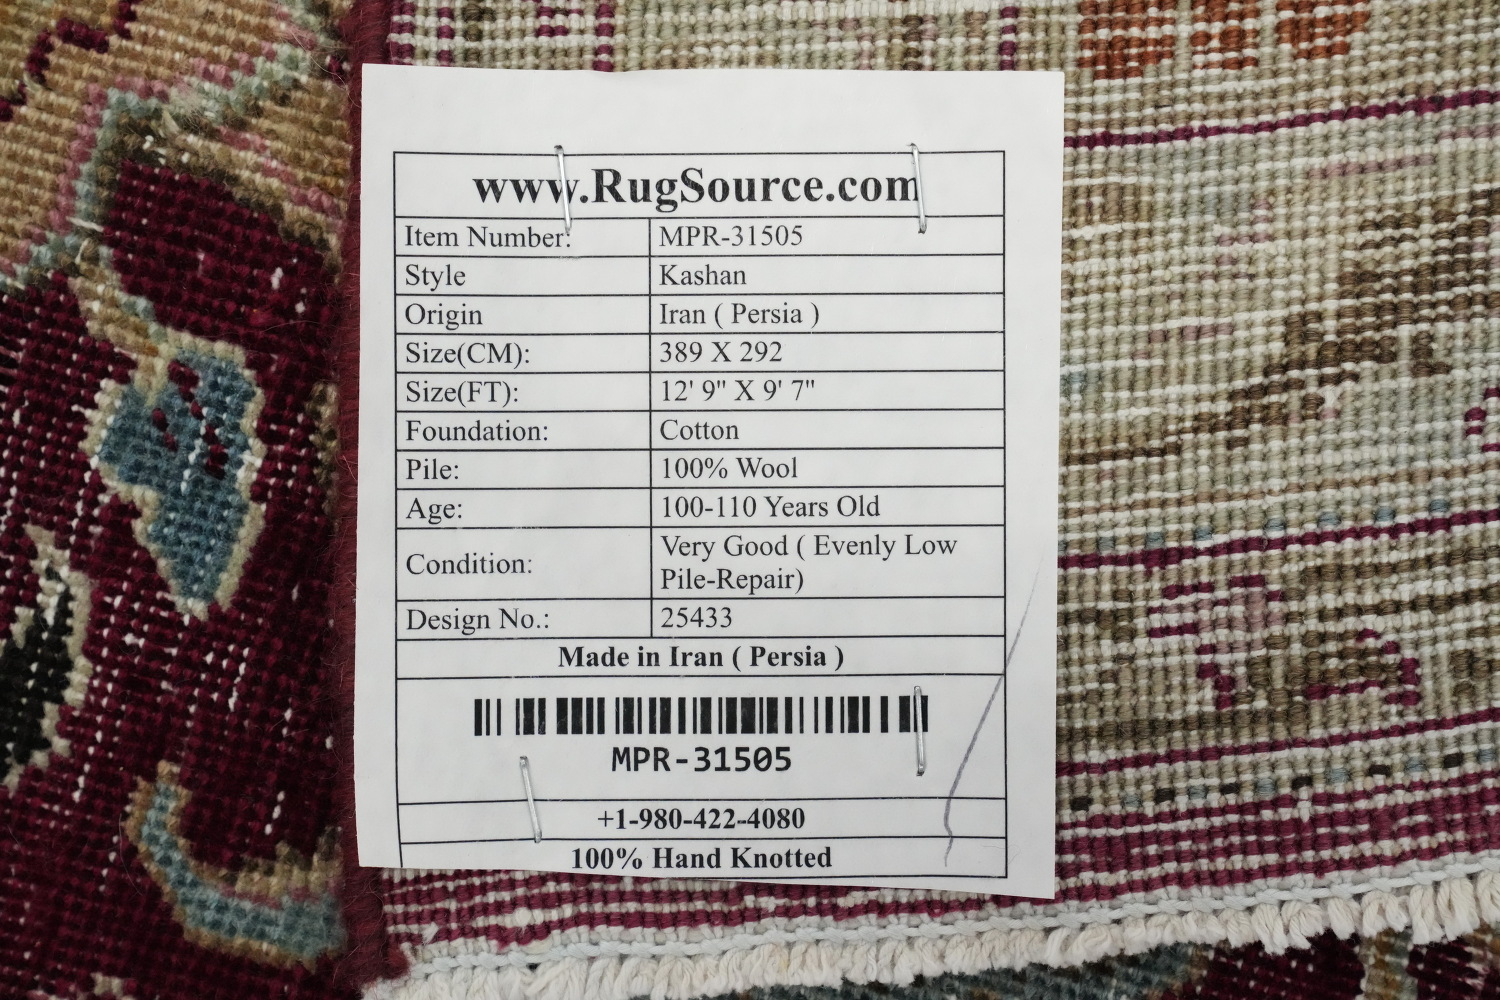 www.RugSource.com
Item Number: MPR-31505
Style Kashan
Origin Iran ( Persia )
Size(CM): 389 X 292
Size(FT): 12' 9" X 9' 7"
Foundation: Cotton
Pile: 100% Wool
Age: 100-110 Years Old
Condition: Very Good ( Evenly Low
Pile-Repair)
Design No.: 25433
Made in Iran ( Persia )
MPR-31505
+1-980-422-4080
100% Hand Knotted